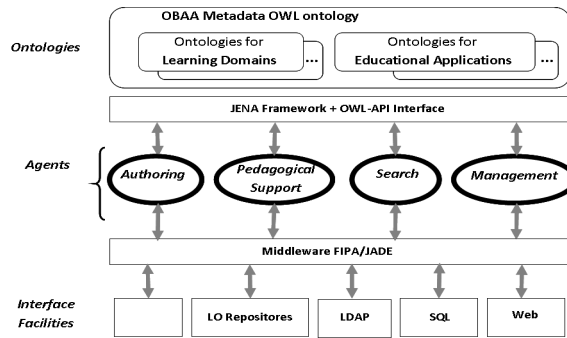 OBAA Metadata OWL ontology
Ontologies
Ontologies for
Learning Domains
...
Ontologies for
Educational Applications
...
JENA Framework + OWL-API Interface
Agents
Authoring
Pedagogical
Support
Search
Management
Middleware FIPA/JADE
Interface
Facilities
LO Repositores
LDAP
SQL
Web